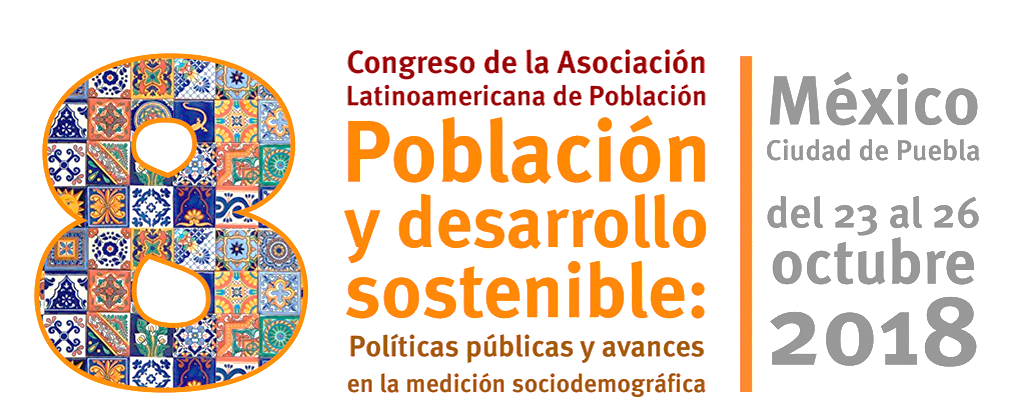 8
Congreso de la Asociación
Latinoamericana de Población
Población
y desarrollo
sostenible:
Políticas públicas y avances
en la medición sociodemográfica
México
Ciudad de Puebla
del 23 al 26
octubre
2018